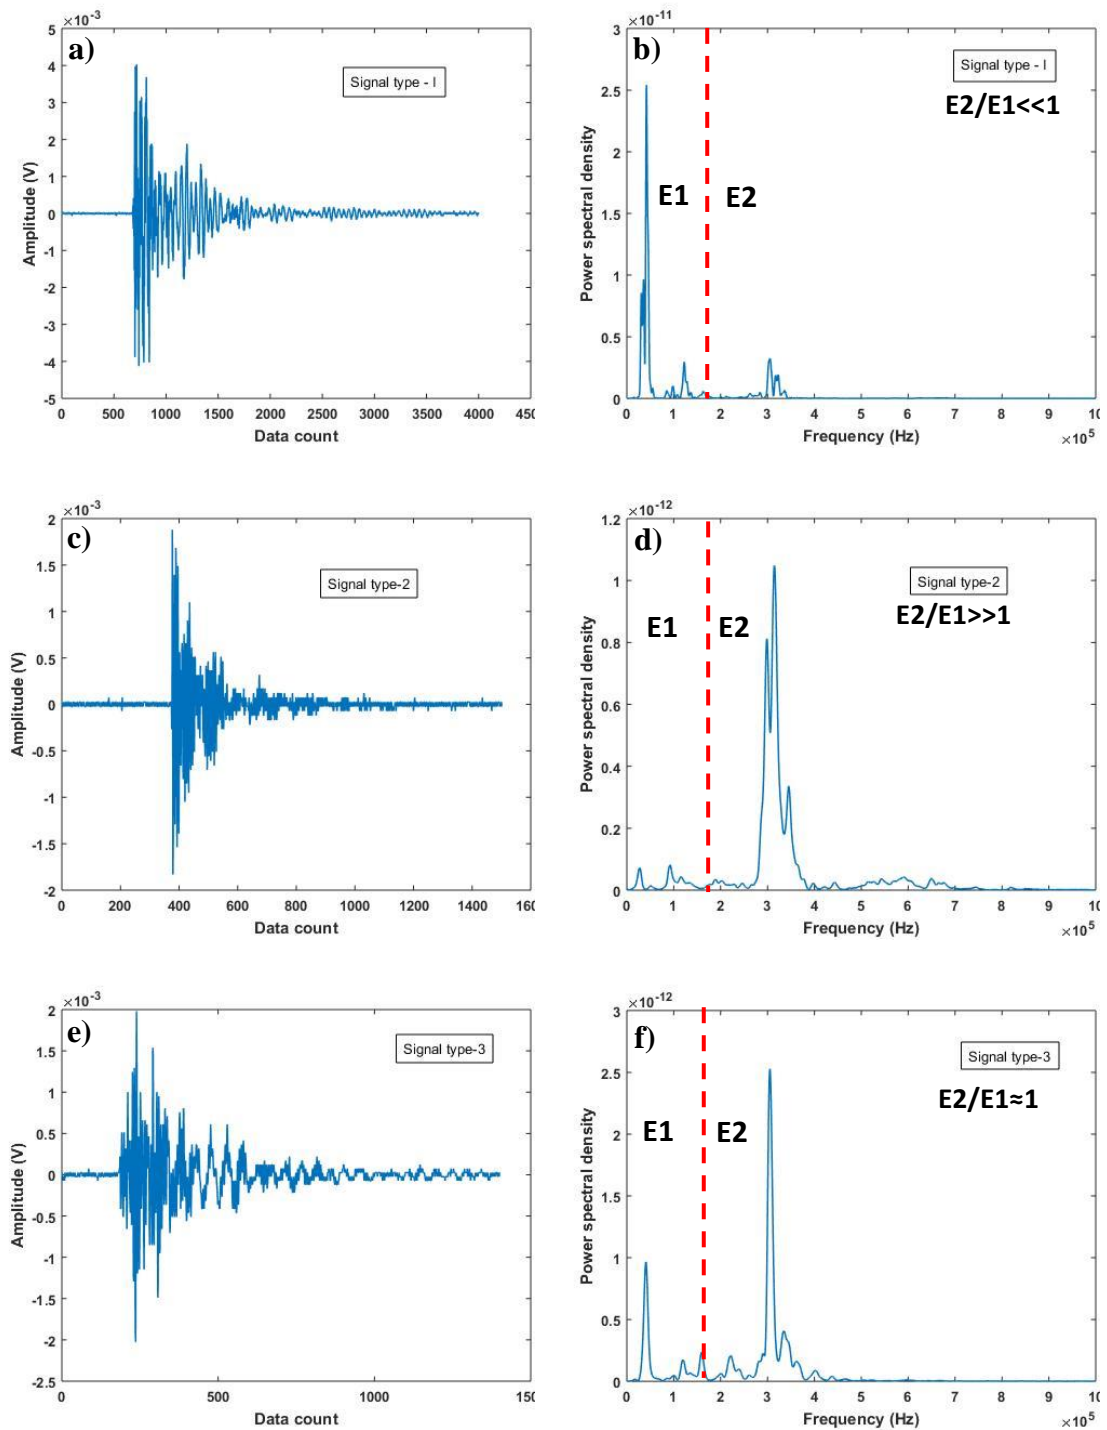 ×10⁻³
a)
Signal type - I
5
4
3
2
1
0
-1
-2
-3
-4
-5
Amplitude (V)
0 500 1000 1500 2000 2500 3000 3500 4000 450
Data count
×10⁻¹¹
b)
Signal type - I
E2/E1<<1
E1 E2
3
2.5
2
1.5
1
0.5
0
Power spectral density
0 1 2 3 4 5 6 7 8 9 10
Frequency (Hz)
×10⁵
×10⁻³
c)
Signal type-2
2
1.5
1
0.5
0
-0.5
-1
-1.5
-2
Amplitude (V)
0 200 400 600 800 1000 1200 1400 160
Data count
×10⁻¹²
d)
Signal type-2
E2/E1>>1
E1 E2
1.2
1
0.8
0.6
0.4
0.2
0
Power spectral density
0 1 2 3 4 5 6 7 8 9 10
Frequency (Hz)
×10⁵
×10⁻³
e)
Signal type-3
2
1.5
1
0.5
0
-0.5
-1
-1.5
-2
-2.5
Amplitude (V)
0 500 1000 150
Data count
×10⁻¹²
f)
Signal type-3
E2/E1≈1
E1 E2
3
2.5
2
1.5
1
0.5
0
Power spectral density
0 1 2 3 4 5 6 7 8 9 10
Frequency (Hz)
×10⁵